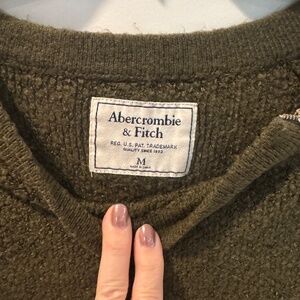 Abercrombie
& Fitch
REG. U.S. PAT. TRADEMARK
QUALITY SINCE 1892
M